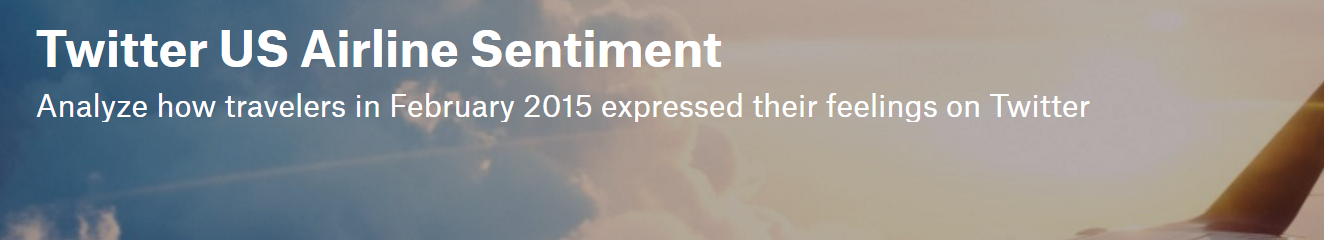 Twitter US Airline Sentiment
Analyze how travelers in February 2015 expressed their feelings on Twitter